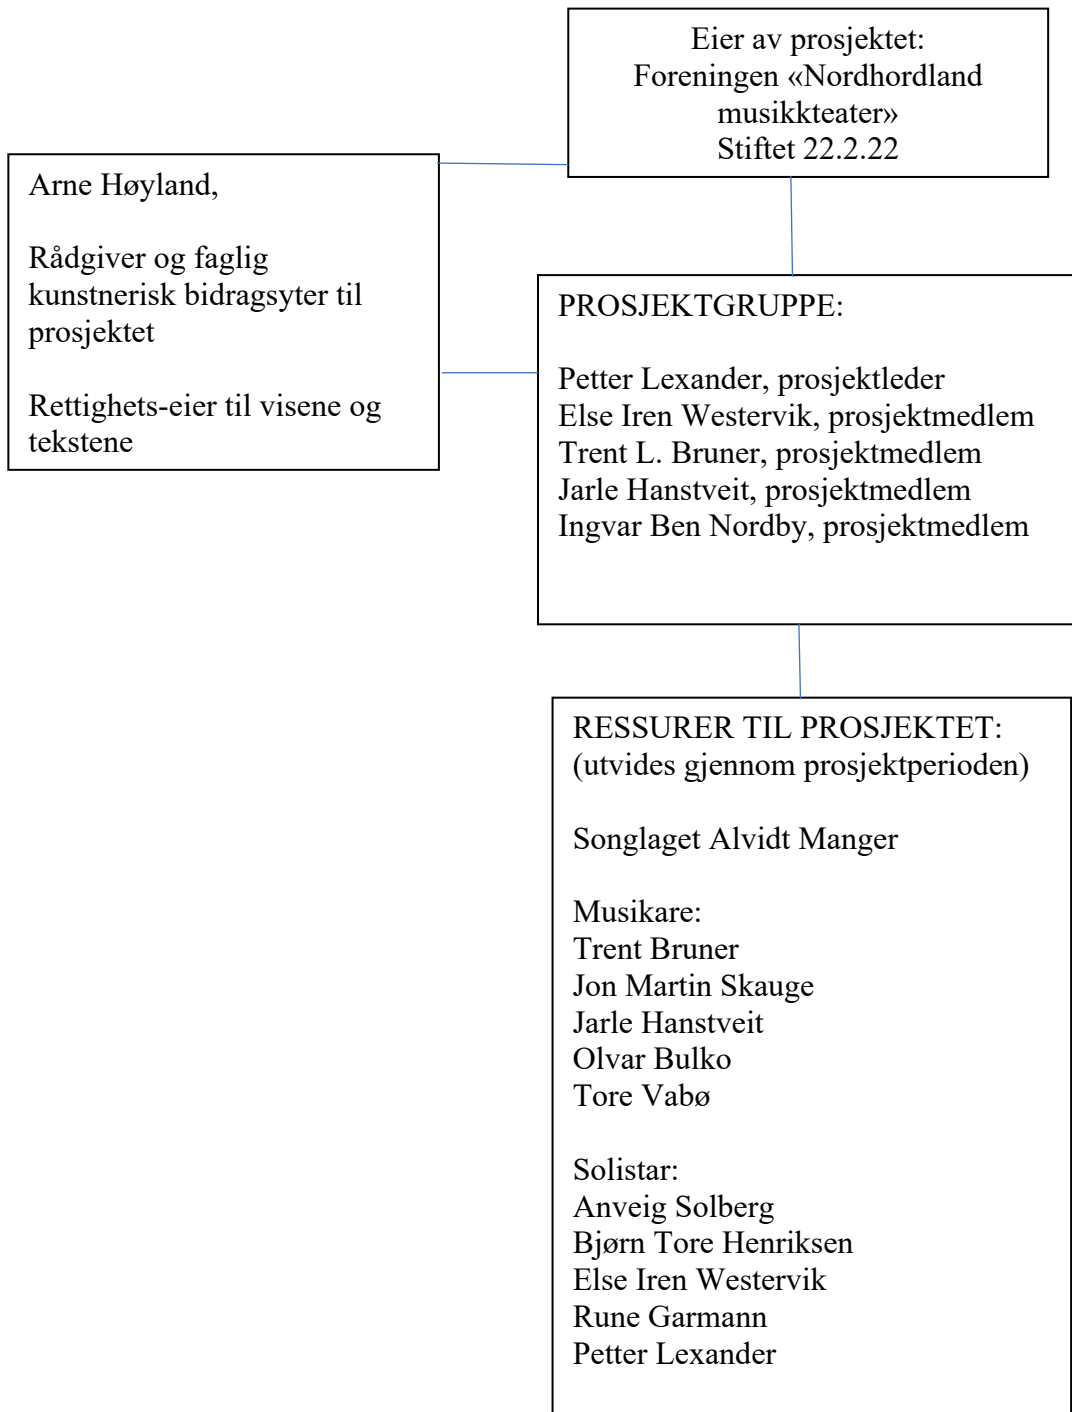 Eier av prosjektet:
Foreningen «Nordhordland
musikkteater»
Stiftet 22.2.22
Arne Høyland,
Rådgiver og faglig
kunstnerisk bidragsyter til
prosjektet
Rettighets-eier til visene og
tekstene
PROSJEKTGRUPPE:
Petter Lexander, prosjektleder
Else Iren Westervik, prosjektmedlem
Trent L. Bruner, prosjektmedlem
Jarle Hanstveit, prosjektmedlem
Ingvar Ben Nordby, prosjektmedlem
RESSURER TIL PROSJEKTET:
(utvides gjennom prosjektperioden)
Songlaget Alvidt Manger
Musikare:
Trent Bruner
Jon Martin Skauge
Jarle Hanstveit
Olvar Bulko
Tore Vabø
Solistar:
Anveig Solberg
Bjørn Tore Henriksen
Else Iren Westervik
Rune Garmann
Petter Lexander